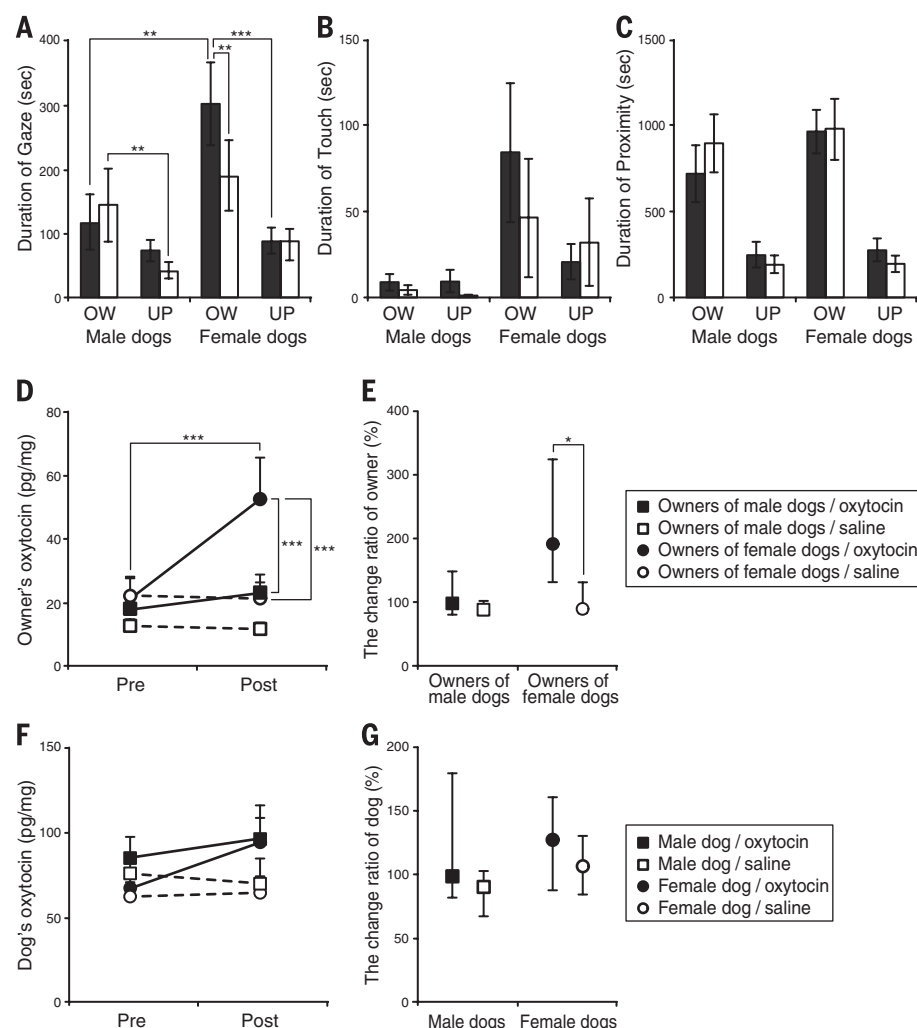 A
Duration of Gaze (sec)
400
300
200
100
0
**
**
**
***
OW UP OW UP
Male dogs Female dogs
B
Duration of Touch (sec)
150
100
50
0
OW UP OW UP
Male dogs Female dogs
C
Duration of Proximity (sec)
1500
1000
500
0
OW UP OW UP
Male dogs Female dogs
D
Owner's oxytocin (pg/mg)
80
60
40
20
0
***
***
***
Pre Post
E
The change ratio of owner (%)
400
300
200
100
0
*
Owners of Owners of
male dogs female dogs
Owners of male dogs / oxytocin
Owners of male dogs / saline
Owners of female dogs / oxytocin
Owners of female dogs / saline
F
Dog's oxytocin (pg/mg)
150
100
50
0
Pre Post
G
The change ratio of dog (%)
200
150
100
50
0
Male dogs Female dogs
Male dog / oxytocin
Male dog / saline
Female dog / oxytocin
Female dog / saline